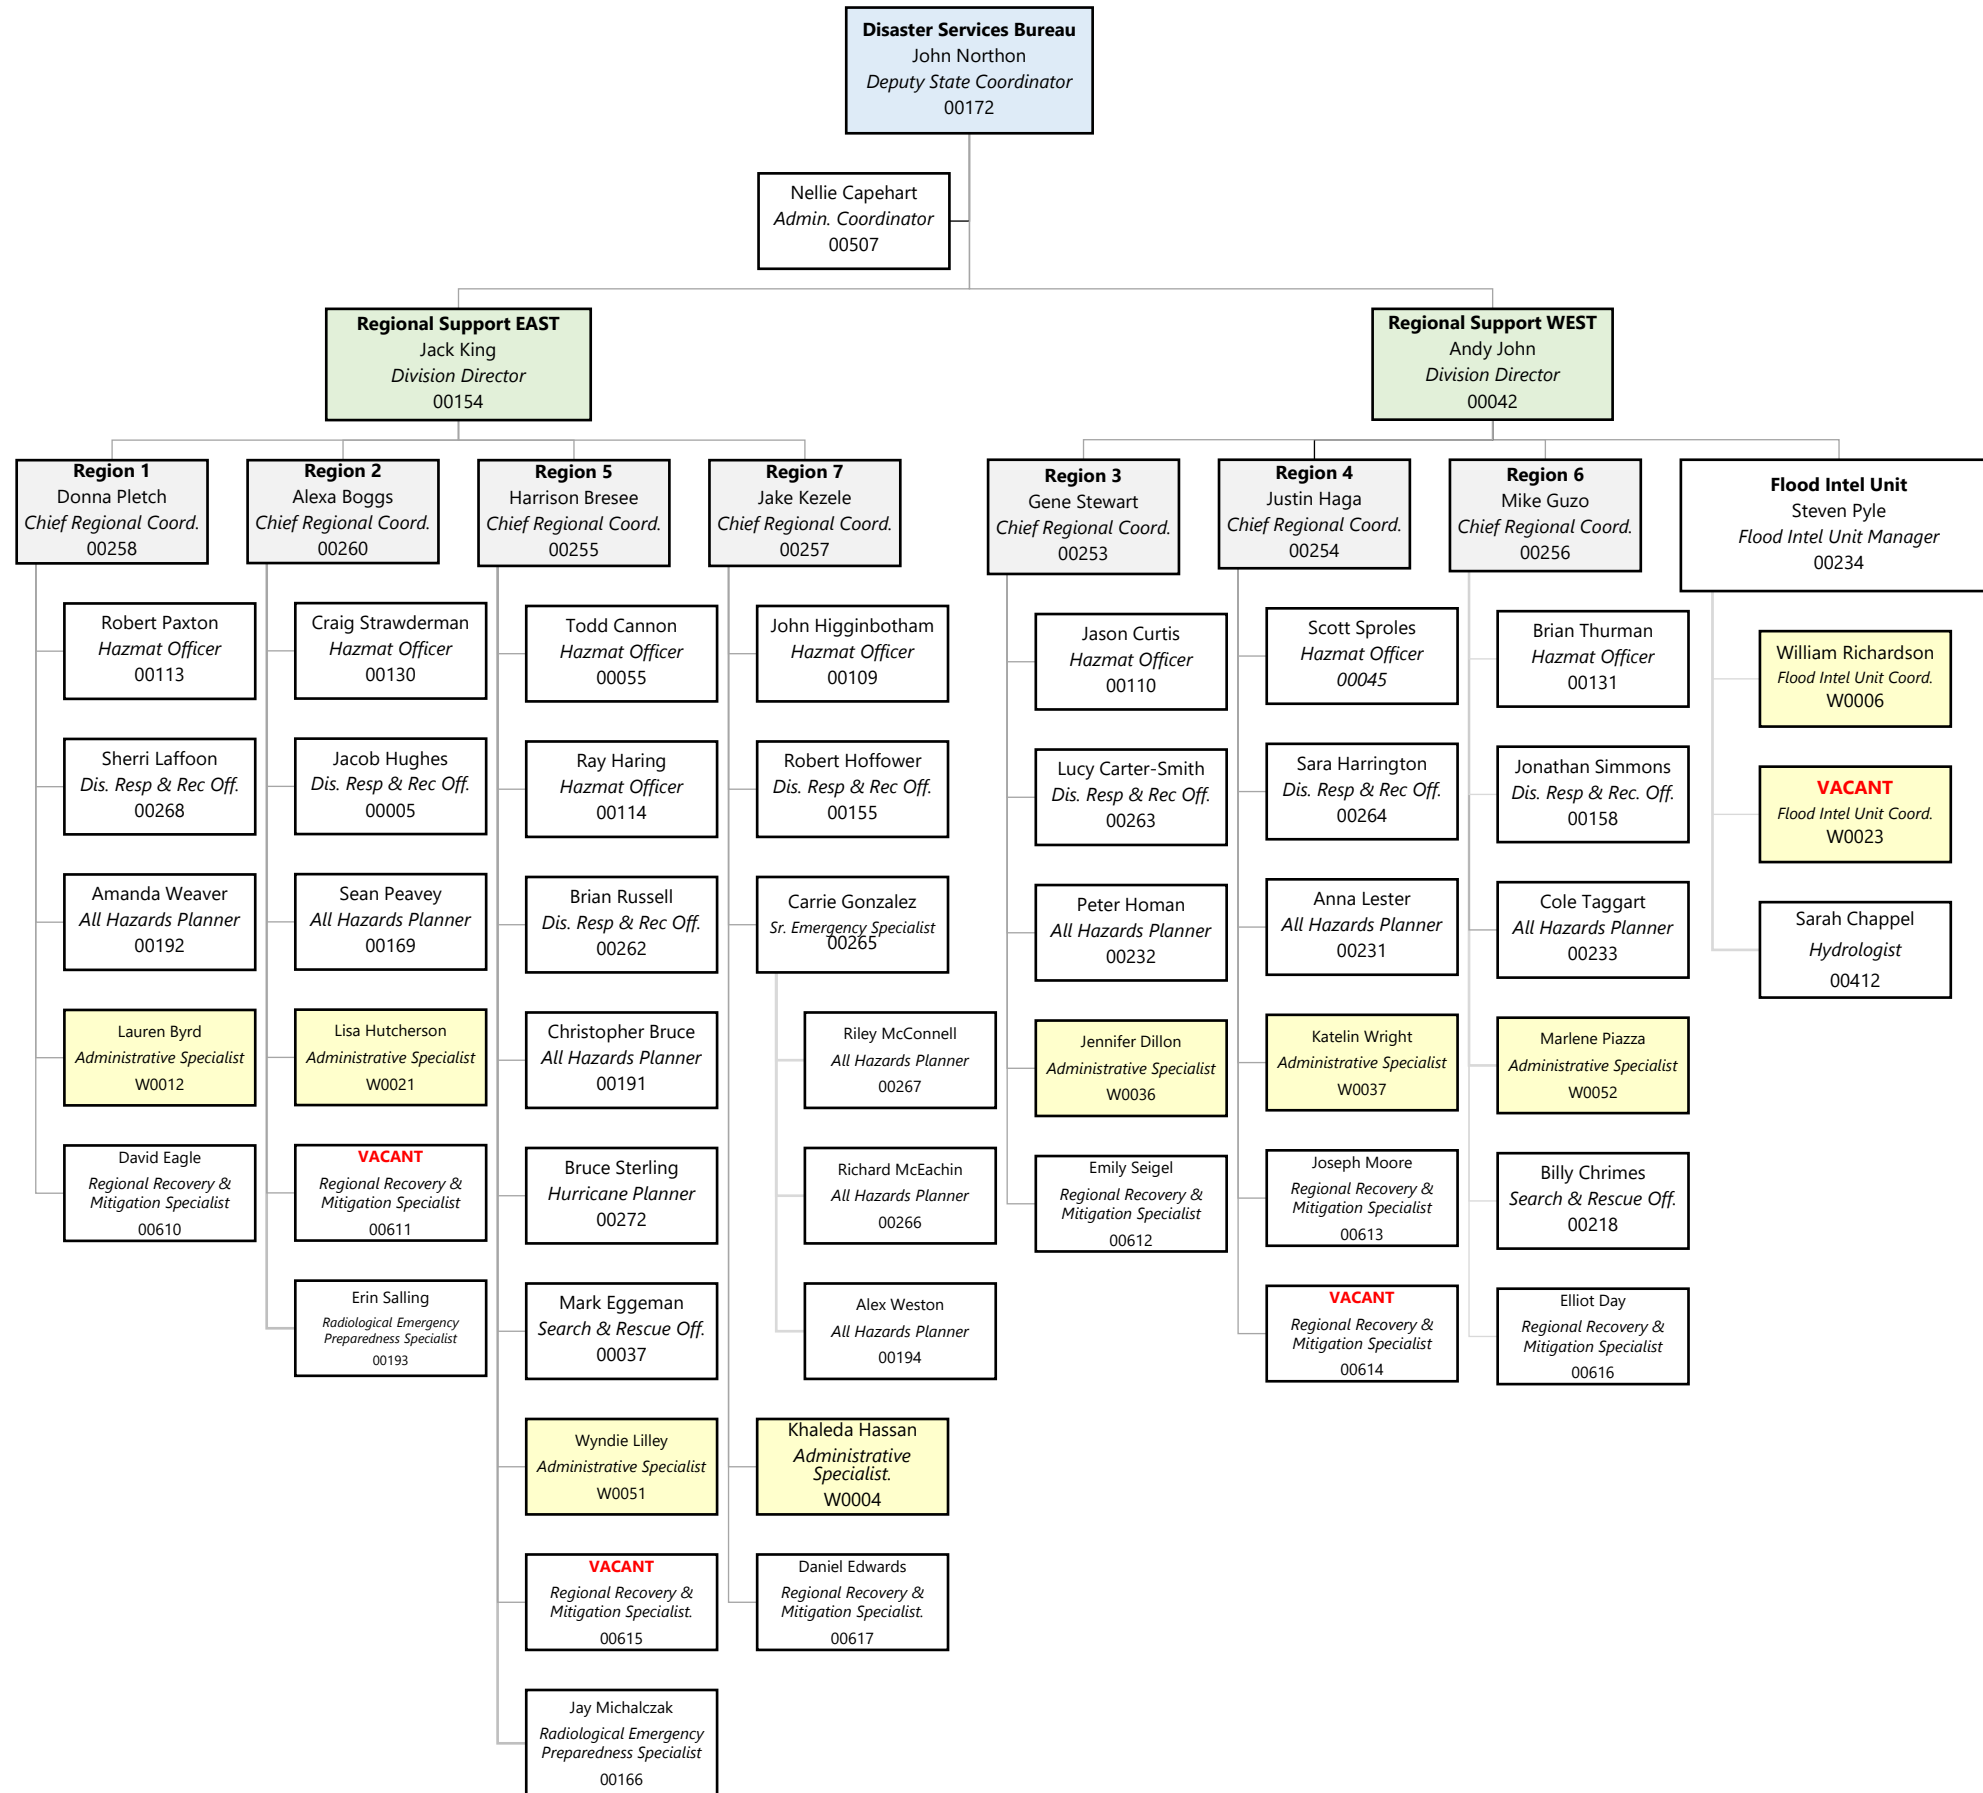 Disaster Services Bureau
John Northon
Deputy State Coordinator
00172
Nellie Capehart
Admin. Coordinator
00507
Regional Support EAST
Jack King
Division Director
00154
Regional Support WEST
Andy John
Division Director
00042
Region 1
Donna Pletch
Chief Regional Coord.
00258
Robert Paxton
Hazmat Officer
00113
Sherri Laffoon
Dis. Resp & Rec Off.
00268
Amanda Weaver
All Hazards Planner
00192
Lauren Byrd
Administrative Specialist
W0012
David Eagle
Regional Recovery &
Mitigation Specialist
00610
Region 2
Alexa Boggs
Chief Regional Coord.
00260
Craig Strawderman
Hazmat Officer
00130
Jacob Hughes
Dis. Resp & Rec Off.
00005
Sean Peavey
All Hazards Planner
00169
Lisa Hutcherson
Administrative Specialist
W0021
VACANT
Regional Recovery &
Mitigation Specialist
00611
Erin Salling
Radiological Emergency
Preparedness Specialist
00193
Region 5
Harrison Bresee
Chief Regional Coord.
00255
Todd Cannon
Hazmat Officer
00055
Ray Haring
Hazmat Officer
00114
Brian Russell
Dis. Resp & Rec Off.
00262
Christopher Bruce
All Hazards Planner
00191
Bruce Sterling
Hurricane Planner
00272
Mark Eggeman
Search & Rescue Off.
00037
Wyndie Lilley
Administrative Specialist
W0051
VACANT
Regional Recovery &
Mitigation Specialist.
00615
Jay Michalczak
Radiological Emergency
Preparedness Specialist
00166
Region 7
Jake Kezele
Chief Regional Coord.
00257
John Higginbotham
Hazmat Officer
00109
Robert Hoffower
Dis. Resp & Rec Off.
00155
Carrie Gonzalez
Sr. Emergency Specialist
00265
Riley McConnell
All Hazards Planner
00267
Richard McEachin
All Hazards Planner
00266
Alex Weston
All Hazards Planner
00194
Khaleda Hassan
Administrative
Specialist.
W0004
Daniel Edwards
Regional Recovery &
Mitigation Specialist.
00617
Region 3
Gene Stewart
Chief Regional Coord.
00253
Jason Curtis
Hazmat Officer
00110
Lucy Carter-Smith
Dis. Resp & Rec Off.
00263
Peter Homan
All Hazards Planner
00232
Jennifer Dillon
Administrative Specialist
W0036
Emily Seigel
Regional Recovery &
Mitigation Specialist
00612
Region 4
Justin Haga
Chief Regional Coord.
00254
Scott Sproles
Hazmat Officer
00045
Sara Harrington
Dis. Resp & Rec Off.
00264
Anna Lester
All Hazards Planner
00231
Katelin Wright
Administrative Specialist
W0037
Joseph Moore
Regional Recovery &
Mitigation Specialist
00613
VACANT
Regional Recovery &
Mitigation Specialist
00614
Region 6
Mike Guzo
Chief Regional Coord.
00256
Brian Thurman
Hazmat Officer
00131
Jonathan Simmons
Dis. Resp & Rec. Off.
00158
Cole Taggart
All Hazards Planner
00233
Marlene Piazza
Administrative Specialist
W0052
Billy Chrimes
Search & Rescue Off.
00218
Elliot Day
Regional Recovery &
Mitigation Specialist
00616
Flood Intel Unit
Steven Pyle
Flood Intel Unit Manager
00234
William Richardson
Flood Intel Unit Coord.
W0006
VACANT
Flood Intel Unit Coord.
W0023
Sarah Chappel
Hydrologist
00412